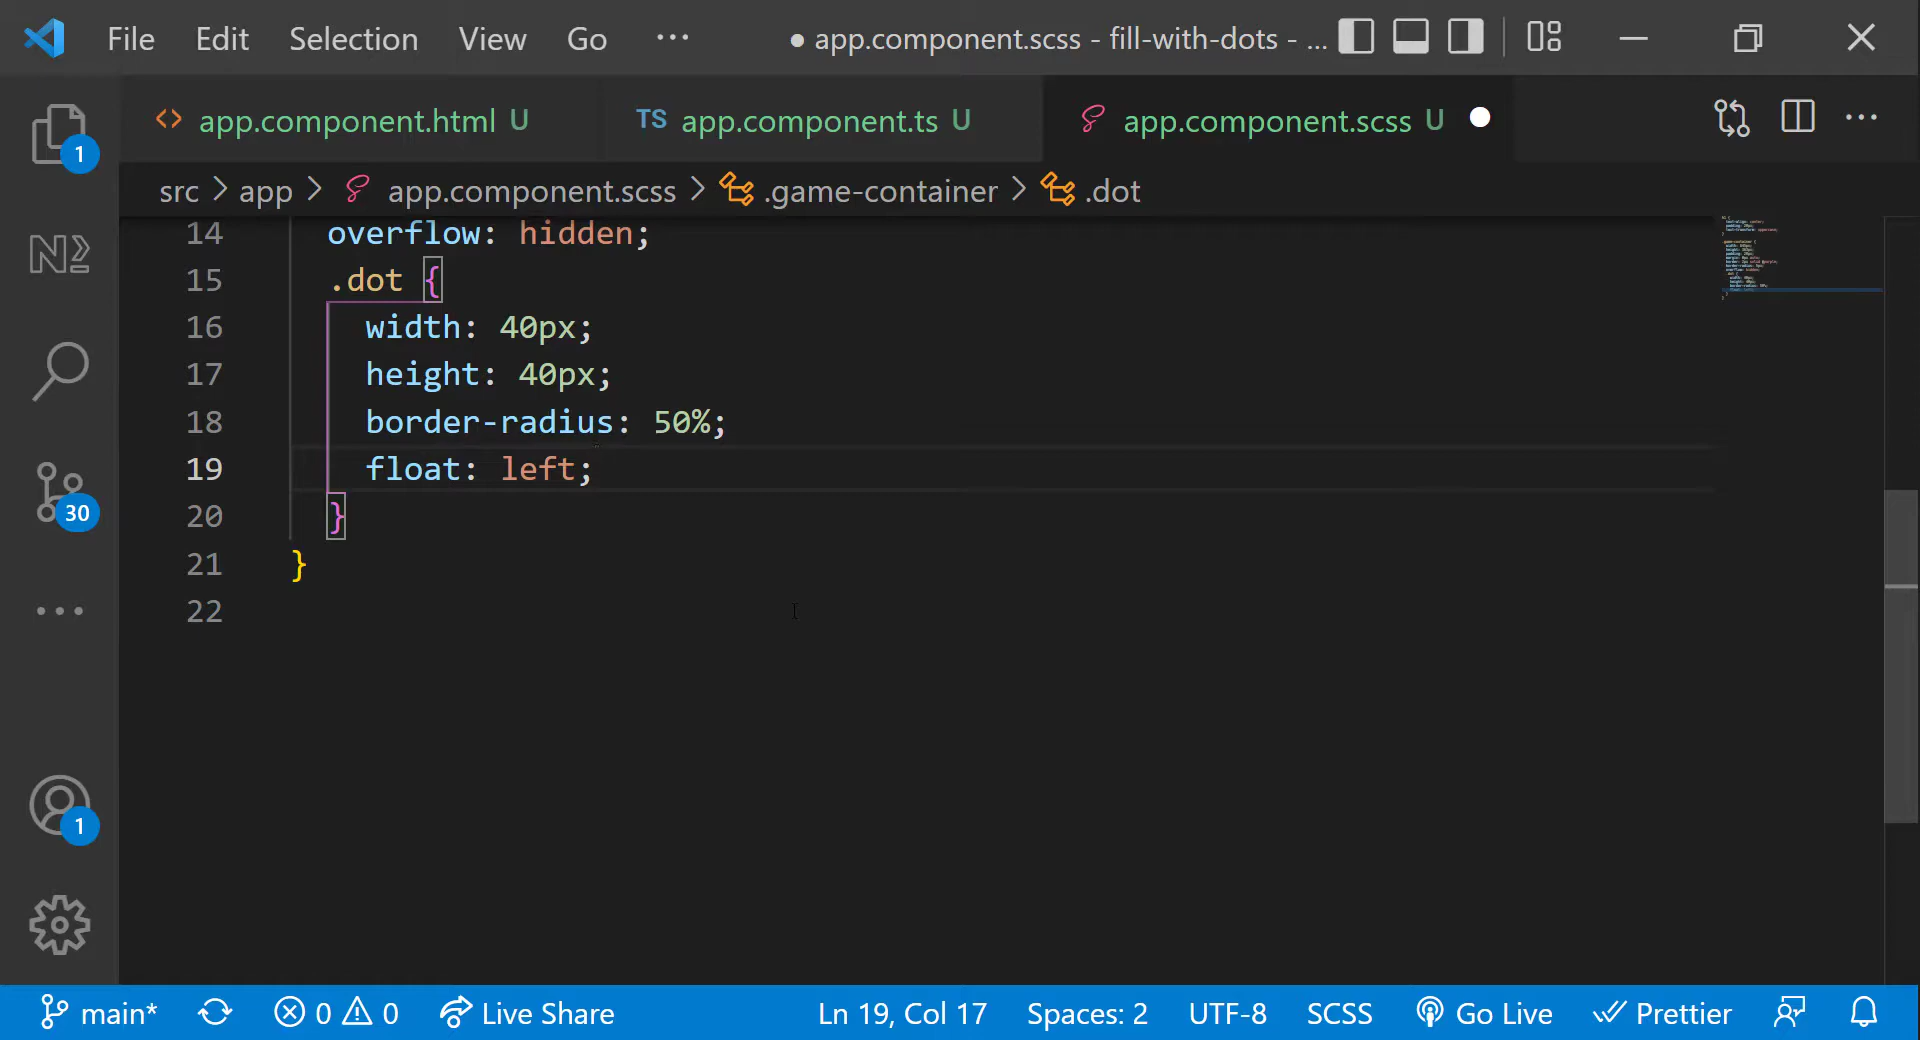 File Edit Selection View Go ··· ● app.component.scss - fill-with-dots - ...
<> app.component.html U TS app.component.ts U app.component.scss U ●
src > app > app.component.scss > .game-container > .dot
14 overflow: hidden;
15 .dot {
16 width: 40px;
17 height: 40px;
18 border-radius: 50%;
19 float: left;
20 }
21 }
22
1
N
30
1
main* 0 0 Live Share Ln 19, Col 17 Spaces: 2 UTF-8 SCSS Go Live Prettier